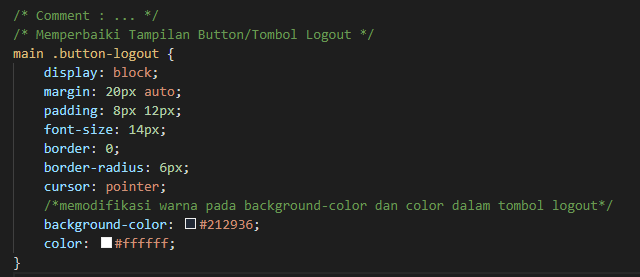 /* Comment : ... */
/* Memperbaiki Tampilan Button/Tombol Logout */
main .button-logout {
display: block;
margin: 20px auto;
padding: 8px 12px;
font-size: 14px;
border: 0;
border-radius: 6px;
cursor: pointer;
/*memodifikasi warna pada background-color dan color dalam tombol logout*/
background-color: #212936;
color: #ffffff;
}